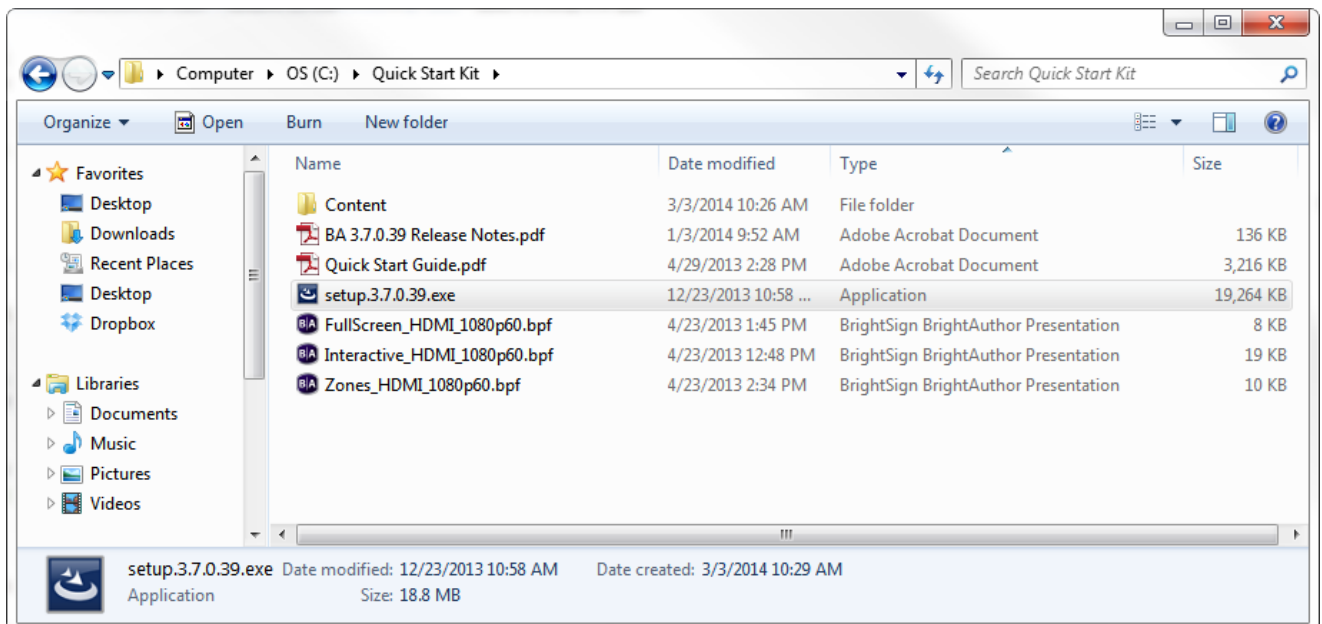 Computer OS (C:) Quick Start Kit Search Quick Start Kit
Organize Open Burn New folder
Name Date modified Type Size
Favorites
Desktop
Downloads
Recent Places
Desktop
Dropbox
Libraries
Documents
Music
Pictures
Videos
Content 3/3/2014 10:26 AM File folder
BA 3.7.0.39 Release Notes.pdf 1/3/2014 9:52 AM Adobe Acrobat Document 136 KB
Quick Start Guide.pdf 4/29/2013 2:28 PM Adobe Acrobat Document 3,216 KB
setup.3.7.0.39.exe 12/23/2013 10:58 ... Application 19,264 KB
BA FullScreen_HDMI_1080p60.bpf 4/23/2013 1:45 PM BrightSign BrightAuthor Presentation 8 KB
BA Interactive_HDMI_1080p60.bpf 4/23/2013 12:48 PM BrightSign BrightAuthor Presentation 19 KB
BA Zones_HDMI_1080p60.bpf 4/23/2013 2:34 PM BrightSign BrightAuthor Presentation 10 KB
setup.3.7.0.39.exe Date modified: 12/23/2013 10:58 AM Date created: 3/3/2014 10:29 AM
Application Size: 18.8 MB